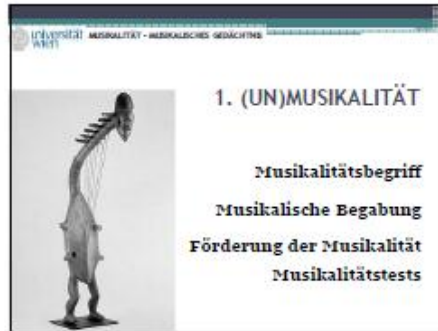 universität
wien
MUSIKALITÄT - MUSIKALISCHES GEDÄCHTNIS
1. (UN)MUSIKALITÄT
Musikalitätsbegriff
Musikalische Begabung
Förderung der Musikalität
Musikalitätstests